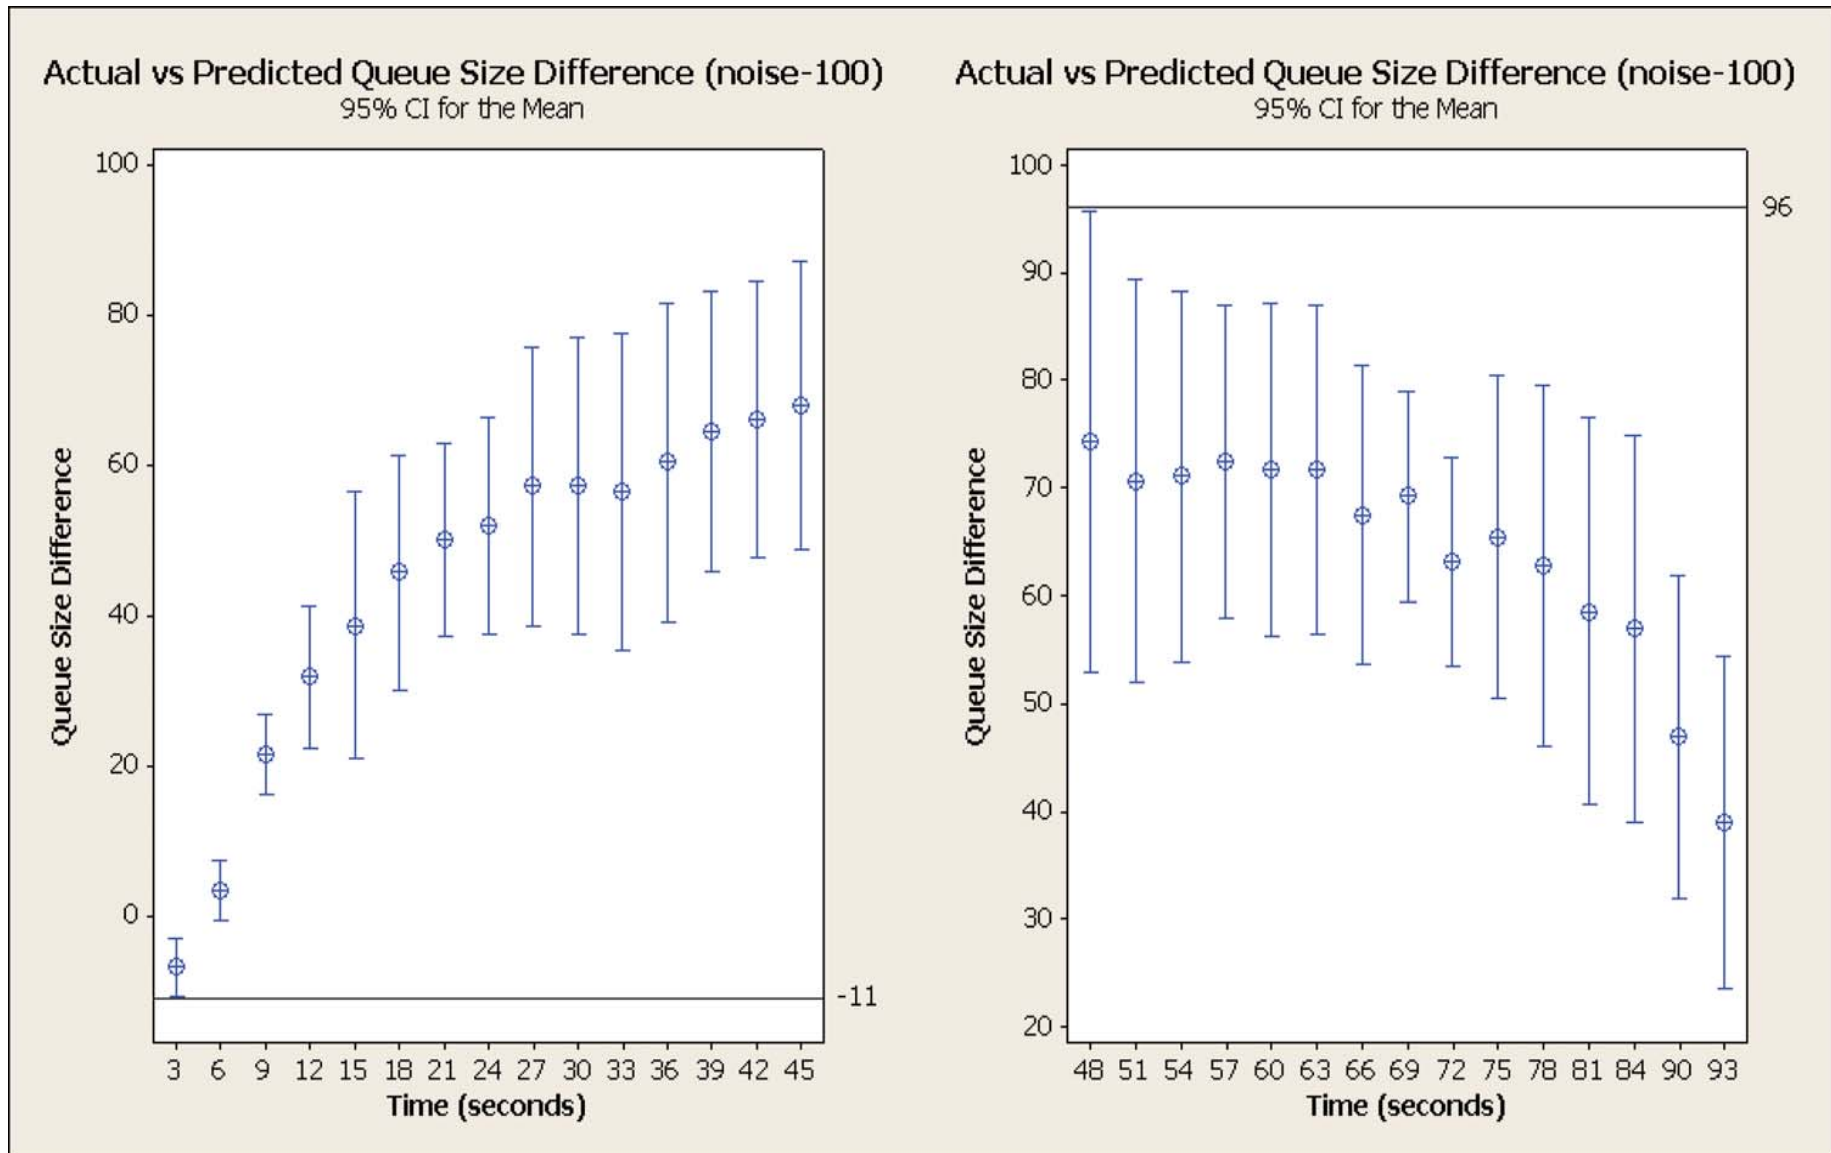 Actual vs Predicted Queue Size Difference (noise-100)
95% CI for the Mean
100
80
60
40
20
0
-11
Queue Size Difference
3 6 9 12 15 18 21 24 27 30 33 36 39 42 45
Time (seconds)
Actual vs Predicted Queue Size Difference (noise-100)
95% CI for the Mean
100
96
90
80
70
60
50
40
30
20
Queue Size Difference
48 51 54 57 60 63 66 69 72 75 78 81 84 90 93
Time (seconds)